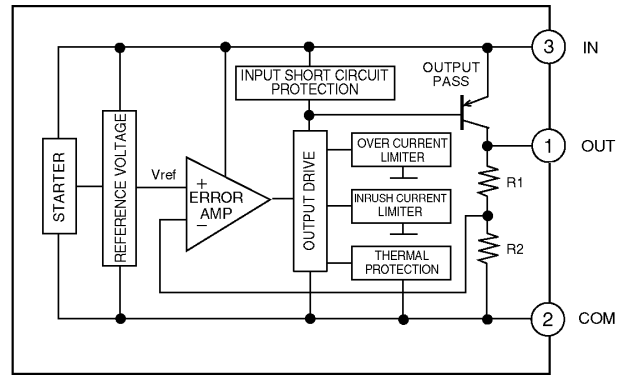 3 IN
OUTPUT
PASS
INPUT SHORT CIRCUIT
PROTECTION
STARTER
REFERENCE VOLTAGE
Vref
+
ERROR
AMP
−
OUTPUT DRIVE
OVER CURRENT
LIMITER
1 OUT
R1
INRUSH CURRENT
LIMITER
THERMAL
PROTECTION
R2
2 COM